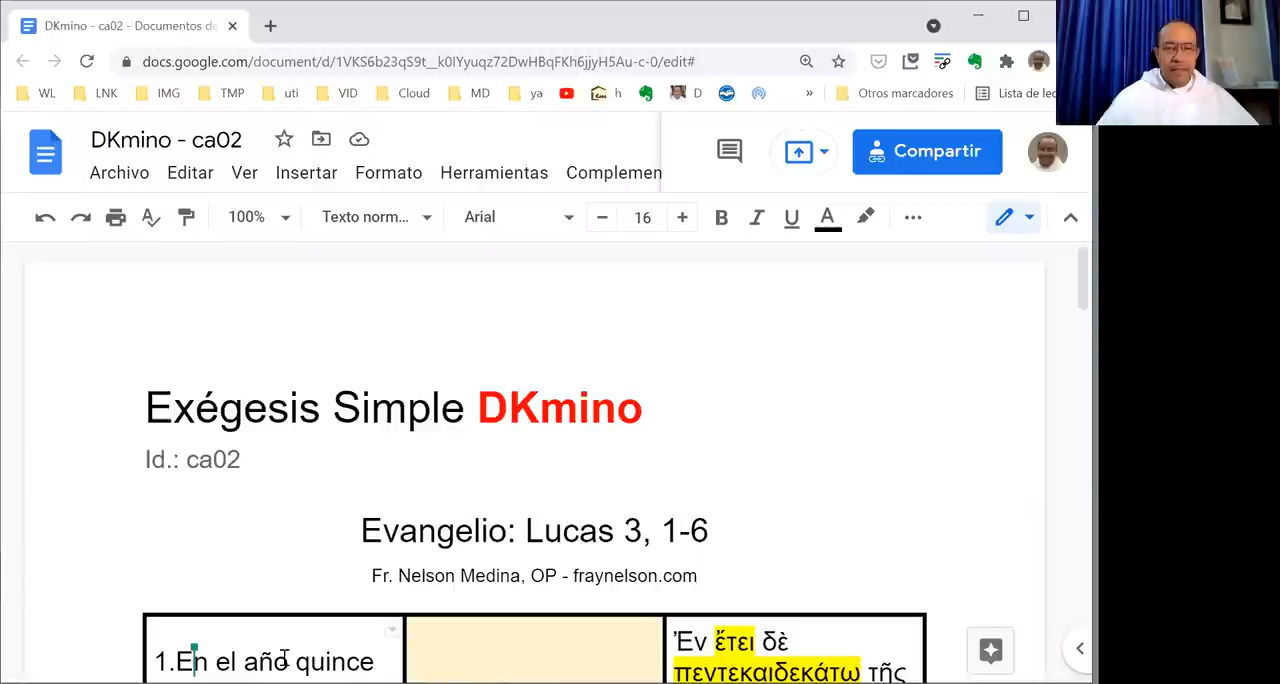 DKmino - ca02 - Documentos de
docs.google.com/document/d/1VKS6b23qS9t__k0lYyuqz72DwHBqFKh6jjyH5Au-c-0/edit#
WL LNK IMG TMP uti VID Cloud MD ya h D » Otros marcadores Lista de lec
DKmino - ca02
Compartir
Archivo Editar Ver Insertar Formato Herramientas Complemen
100% Texto norm... Arial − 16 + B I U A ...
Exégesis Simple DKmino
Id.: ca02
Evangelio: Lucas 3, 1-6
Fr. Nelson Medina, OP - fraynelson.com
1.En el año quince
Ἐν ἔτει δὲ
πεντεκαιδεκάτω τῆς